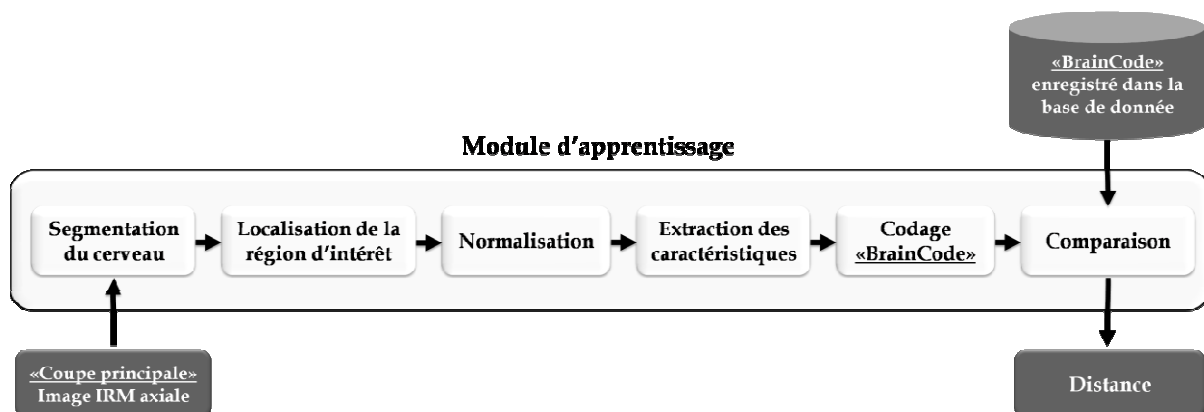 «BrainCode»
enregistré dans la
base de donnée
Module d'apprentissage
Segmentation
du cerveau
Localisation de la
région d'intérêt
Normalisation
Extraction des
caractéristiques
Codage
«BrainCode»
Comparaison
«Coupe principale»
Image IRM axiale
Distance